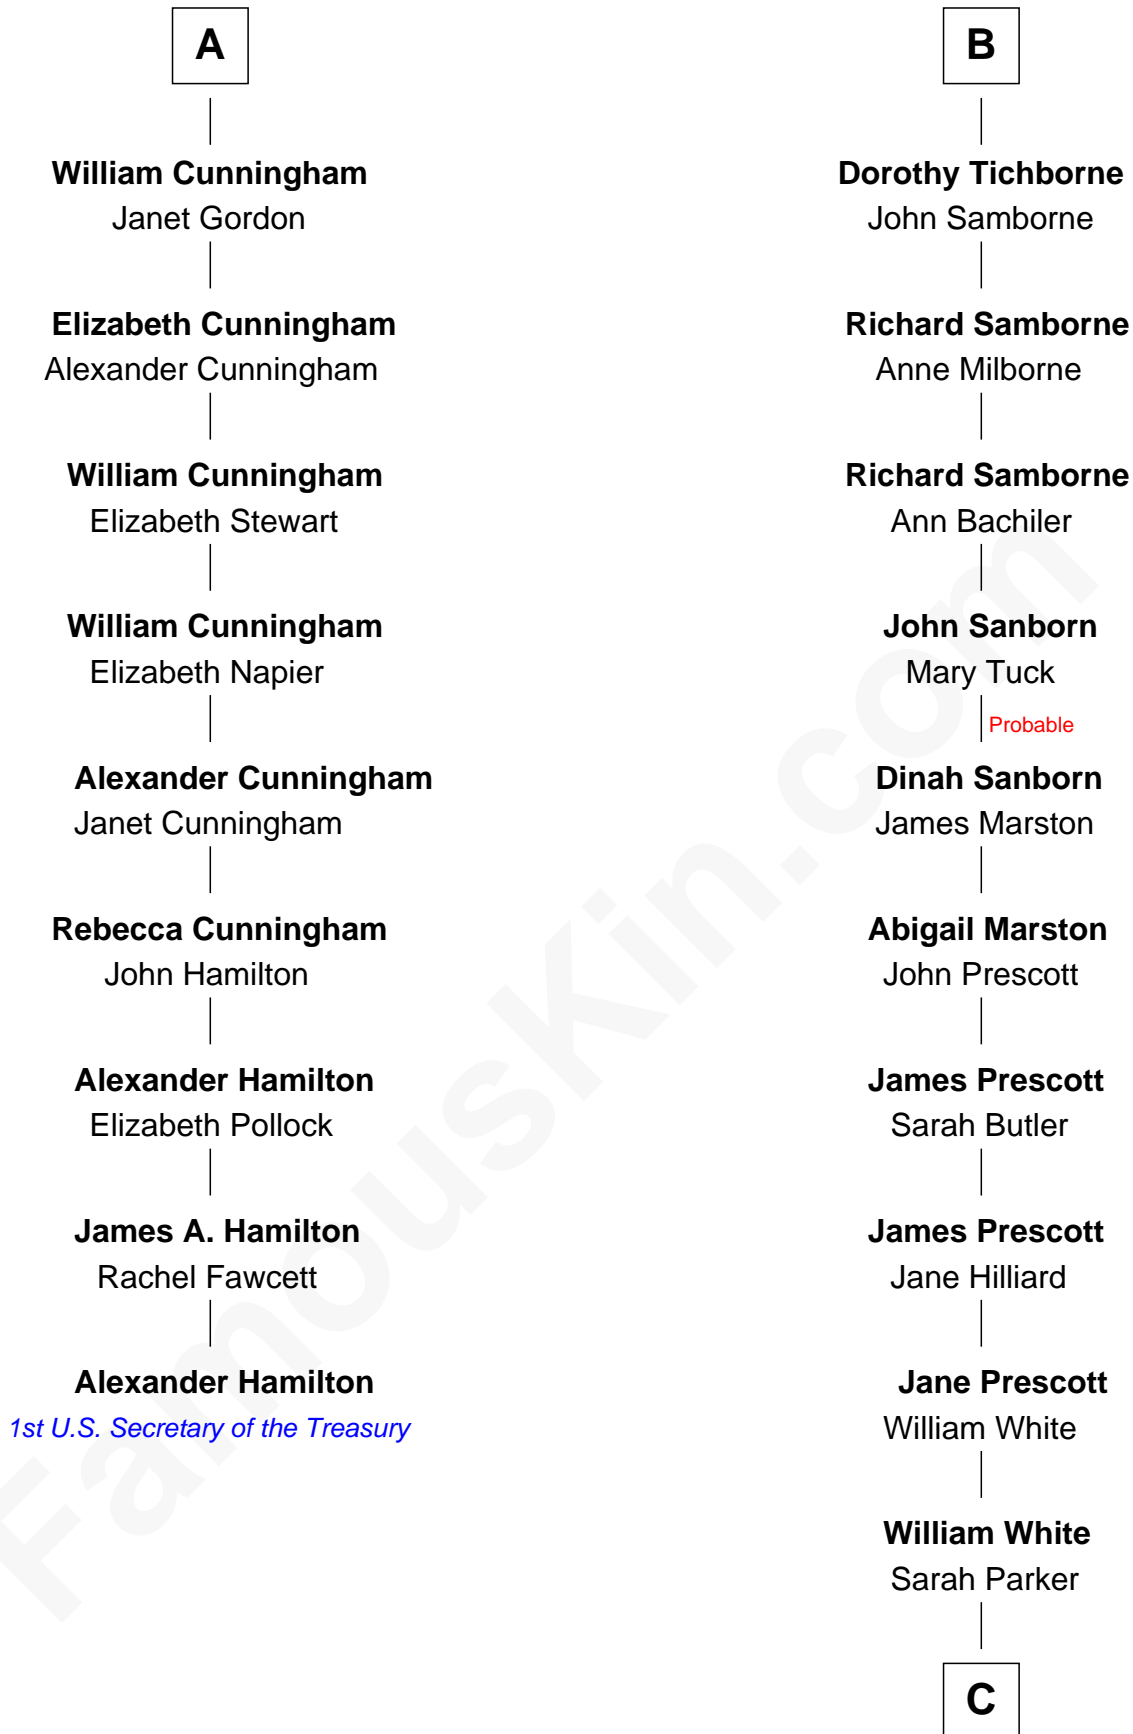 A
William Cunningham
Janet Gordon
Elizabeth Cunningham
Alexander Cunningham
William Cunningham
Elizabeth Stewart
William Cunningham
Elizabeth Napier
Alexander Cunningham
Janet Cunningham
Rebecca Cunningham
John Hamilton
Alexander Hamilton
Elizabeth Pollock
James A. Hamilton
Rachel Fawcett
Alexander Hamilton
1st U.S. Secretary of the Treasury
B
Dorothy Tichborne
John Samborne
Richard Samborne
Anne Milborne
Richard Samborne
Ann Bachiler
John Sanborn
Mary Tuck
Probable
Dinah Sanborn
James Marston
Abigail Marston
John Prescott
James Prescott
Sarah Butler
James Prescott
Jane Hilliard
Jane Prescott
William White
William White
Sarah Parker
C
FamousKin.com